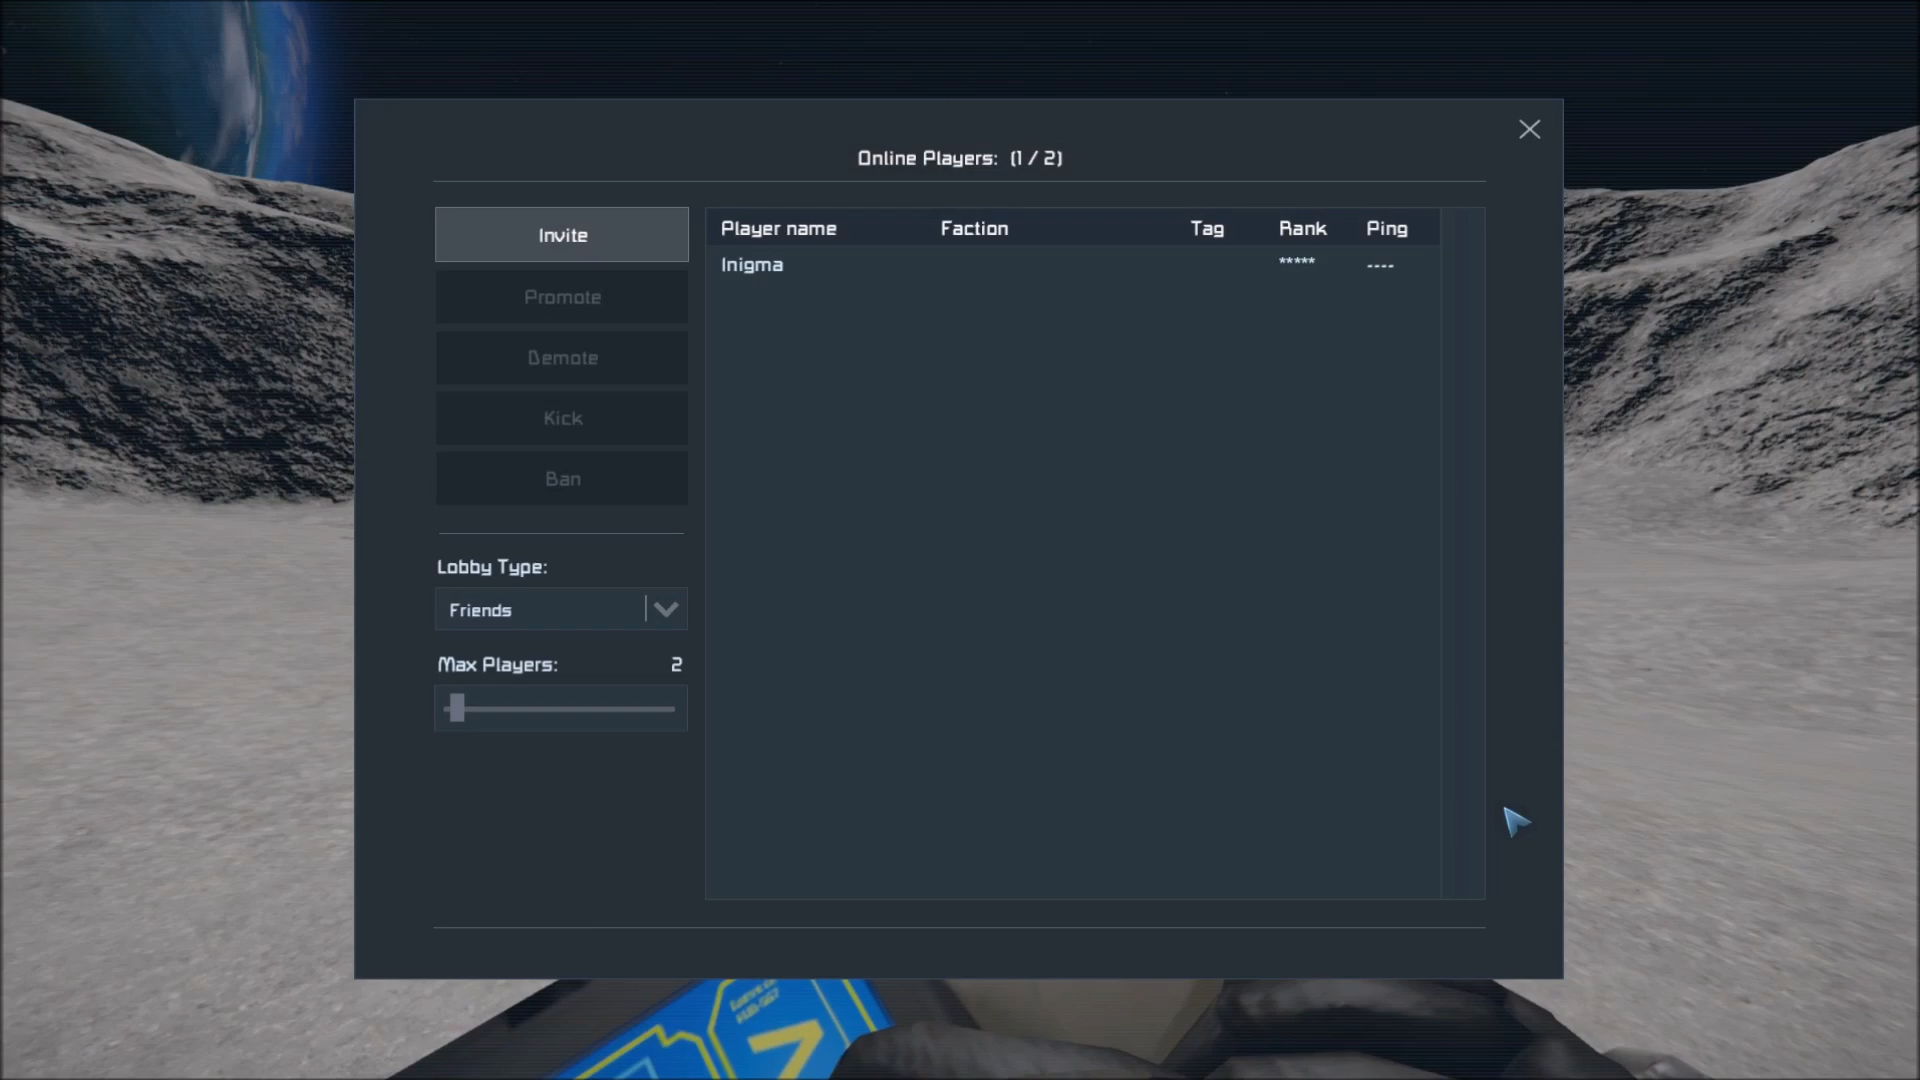 Online Players: (1 / 2)
Invite
Promote
Demote
Kick
Ban
Lobby Type:
Friends
Max Players: 2
Player name Faction Tag Rank Ping
Inigma ***** ----
7